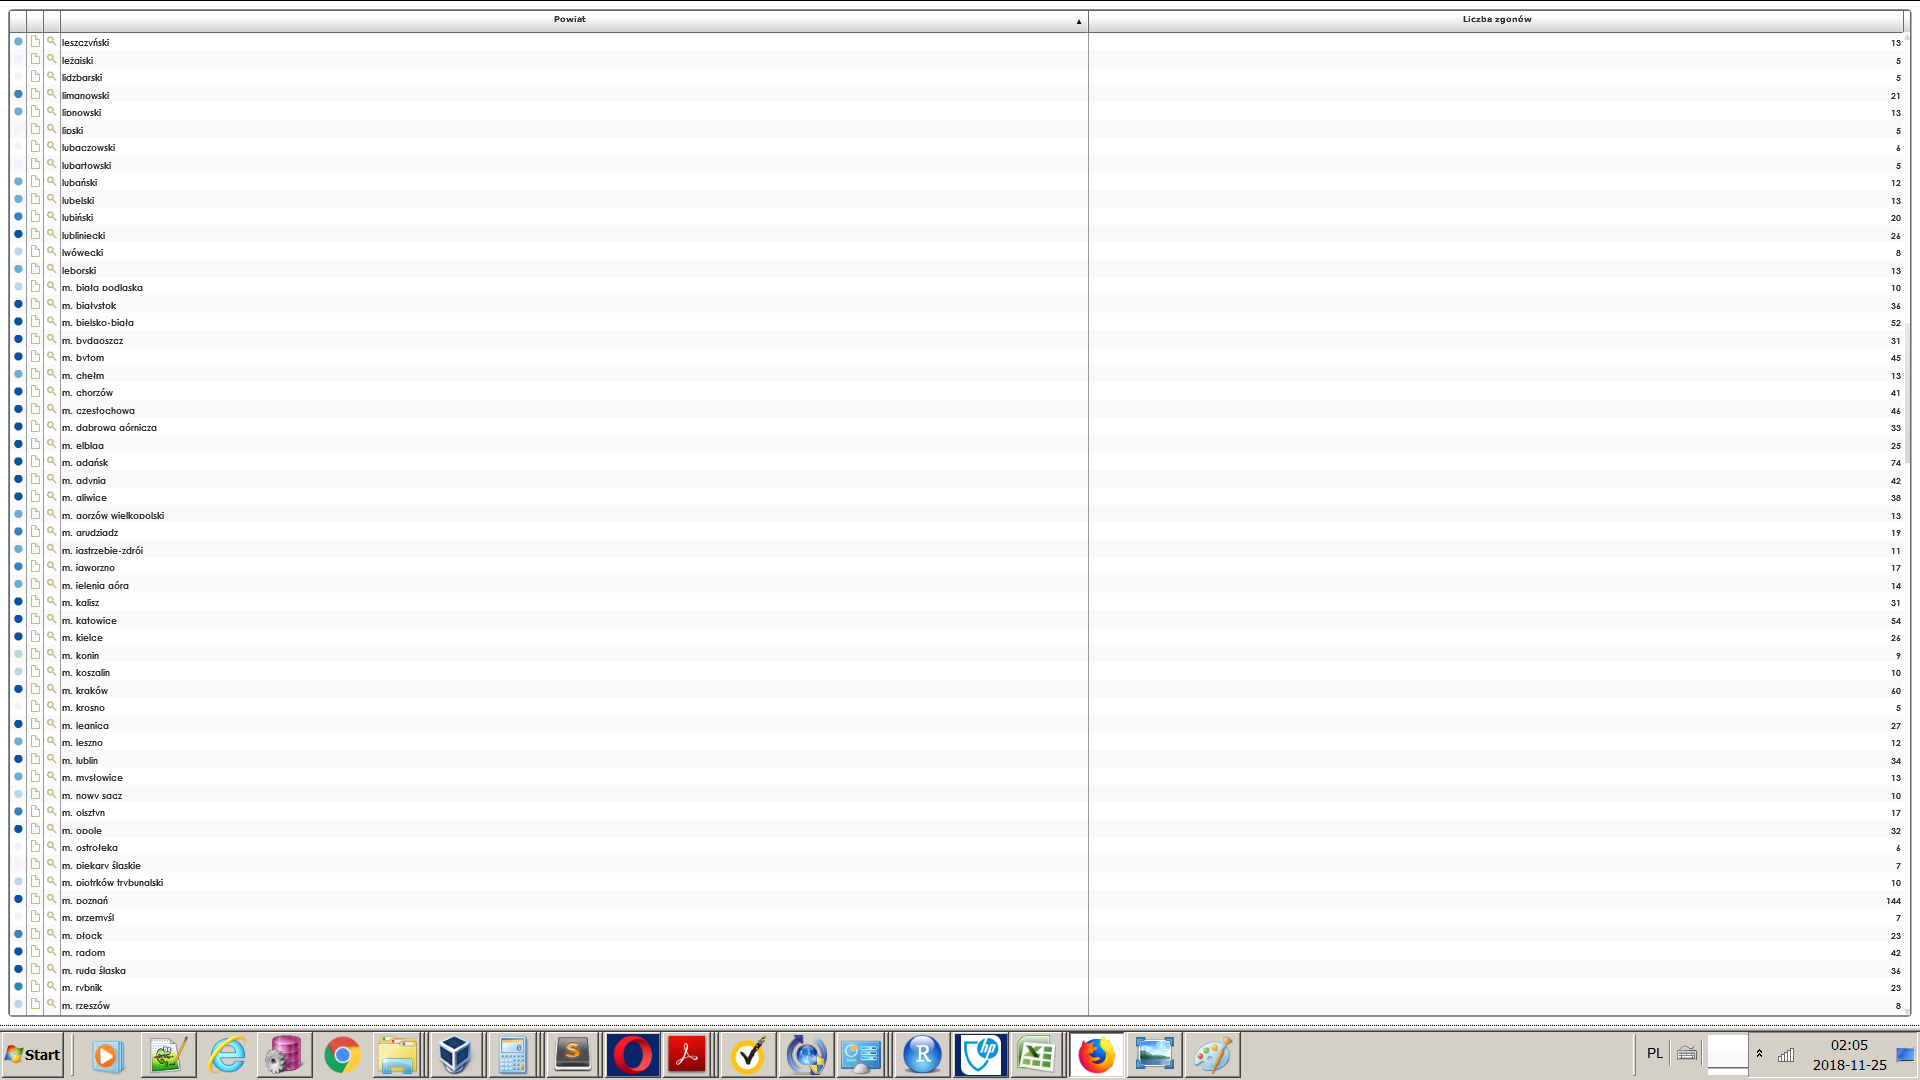 Powiat Liczba zgonów
leszczyński 13
leżajski 5
lidzbarski 5
limanowski 21
lipnowski 13
lipski 5
lubaczowski 6
lubartowski 5
lubański 12
lubelski 13
lubiński 20
lubliniecki 26
lwówecki 8
lęborski 13
m. biała podlaska 10
m. białystok 36
m. bielsko-biała 52
m. bydgoszcz 31
m. bytom 45
m. chełm 13
m. chorzów 41
m. częstochowa 46
m. dąbrowa górnicza 33
m. elbląg 25
m. gdańsk 74
m. gdynia 42
m. gliwice 38
m. gorzów wielkopolski 13
m. grudziądz 19
m. jastrzębie-zdrój 11
m. jaworzno 17
m. jelenia góra 14
m. kalisz 31
m. katowice 54
m. kielce 26
m. konin 9
m. koszalin 10
m. kraków 60
m. krosno 5
m. legnica 27
m. leszno 12
m. lublin 34
m. mysłowice 13
m. nowy sącz 10
m. olsztyn 17
m. opole 32
m. ostrołęka 6
m. piekary śląskie 7
m. piotrków trybunalski 10
m. poznań 144
m. przemyśl 7
m. płock 23
m. radom 42
m. ruda śląska 36
m. rybnik 23
m. rzeszów 8
Start PL 02:05
2018-11-25